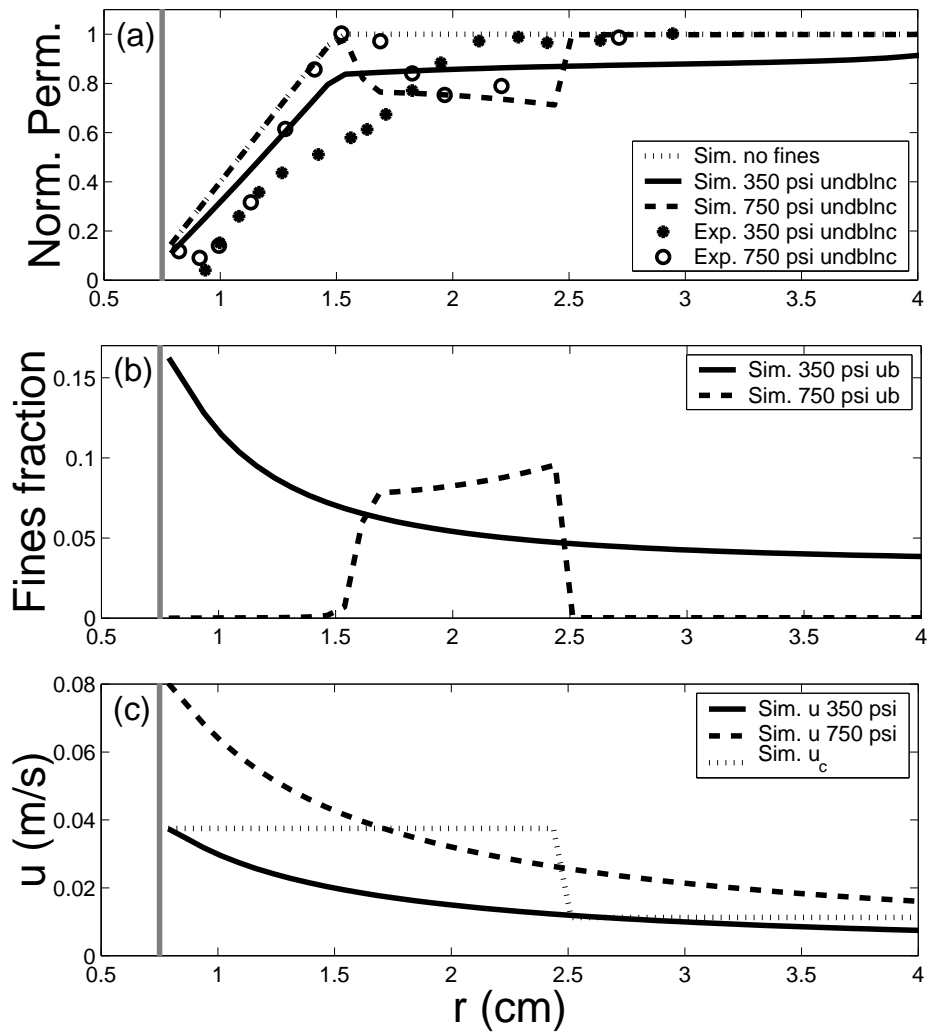 (a)
Norm. Perm.
1
0.8
0.6
0.4
0.2
0
Sim. no fines
Sim. 350 psi undblnc
Sim. 750 psi undblnc
Exp. 350 psi undblnc
Exp. 750 psi undblnc
0.5 1 1.5 2 2.5 3 3.5 4
(b)
Fines fraction
0.15
0.1
0.05
0
Sim. 350 psi ub
Sim. 750 psi ub
0.5 1 1.5 2 2.5 3 3.5 4
(c)
u (m/s)
0.08
0.06
0.04
0.02
0
Sim. u 350 psi
Sim. u 750 psi
Sim. u_c
0.5 1 1.5 2 2.5 3 3.5 4
r (cm)